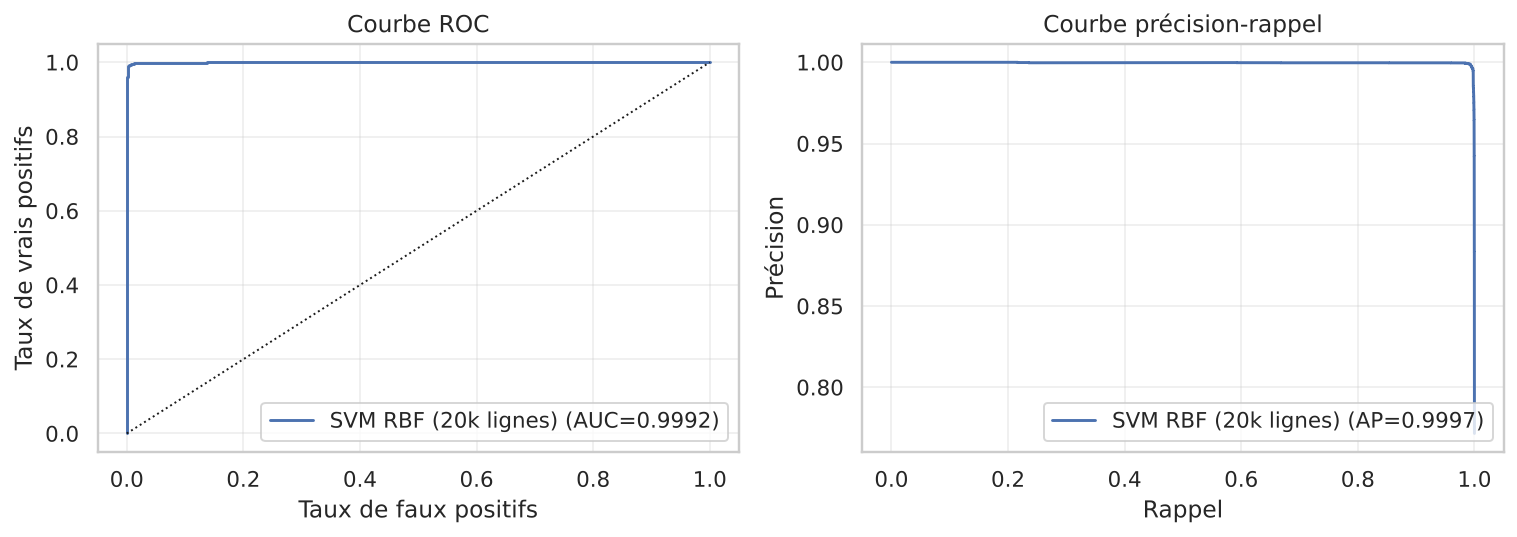 Courbe ROC
1.0
0.8
0.6
0.4
0.2
0.0
Taux de vrais positifs
SVM RBF (20k lignes) (AUC=0.9992)
0.0 0.2 0.4 0.6 0.8 1.0
Taux de faux positifs
Courbe précision-rappel
1.00
0.95
0.90
0.85
0.80
Précision
SVM RBF (20k lignes) (AP=0.9997)
0.0 0.2 0.4 0.6 0.8 1.0
Rappel